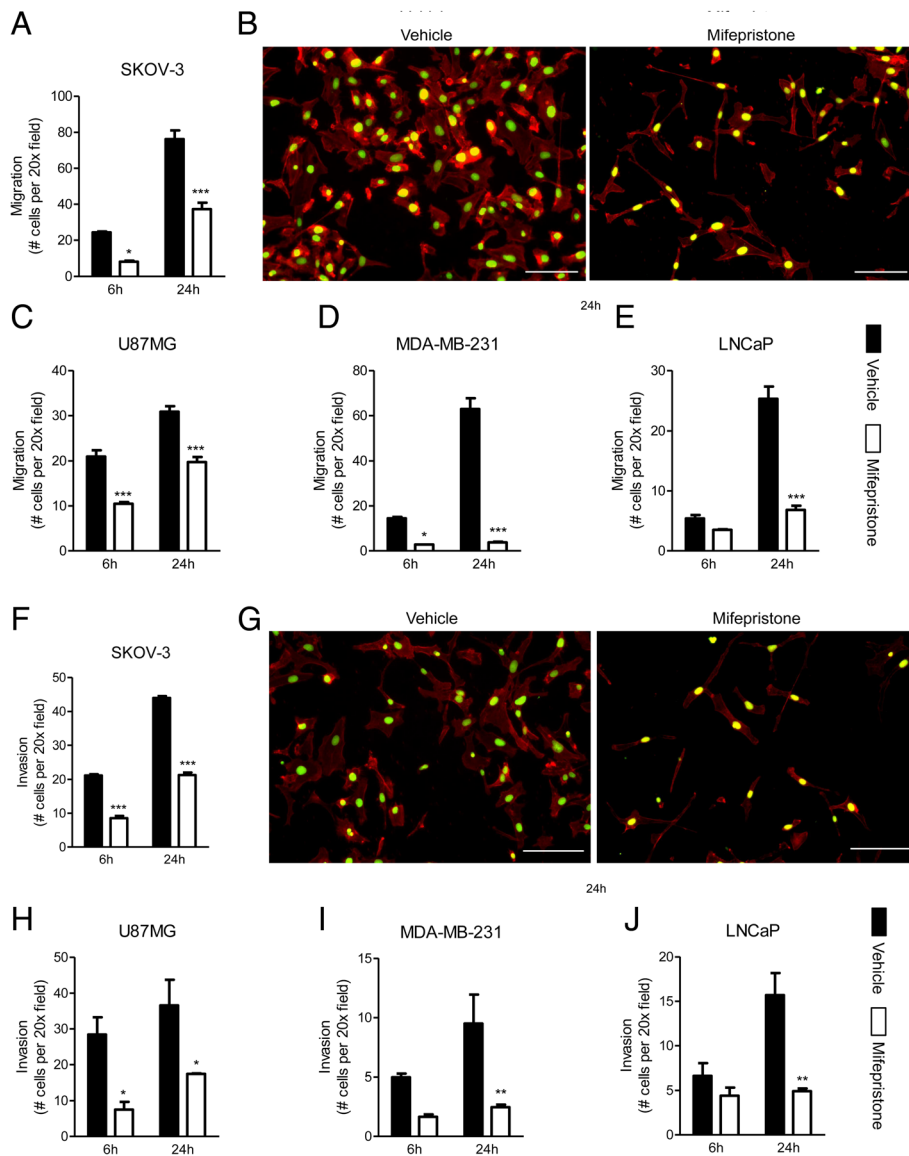 A
B
Vehicle
Mifepristone
SKOV-3
Migration
(# cells per 20x field)
100
80
60
40
20
0
*
***
6h
24h
24h
C
D
E
U87MG
MDA-MB-231
LNCaP
Migration
(# cells per 20x field)
40
30
20
10
0
***
***
6h
24h
Migration
(# cells per 20x field)
80
60
40
20
0
*
***
6h
24h
Migration
(# cells per 20x field)
30
20
10
0
***
6h
24h
Vehicle
Mifepristone
F
G
Vehicle
Mifepristone
SKOV-3
Invasion
(# cells per 20x field)
50
40
30
20
10
0
***
***
6h
24h
24h
H
I
J
U87MG
MDA-MB-231
LNCaP
Invasion
(# cells per 20x field)
50
40
30
20
10
0
*
*
6h
24h
Invasion
(# cells per 20x field)
15
10
5
0
**
6h
24h
Invasion
(# cells per 20x field)
20
15
10
5
0
**
6h
24h
Vehicle
Mifepristone